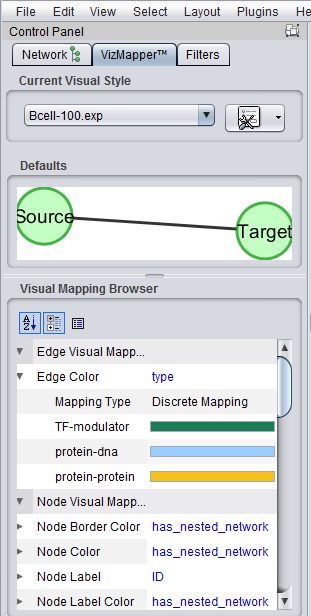 File Edit View Select Layout Plugins He
Control Panel
Network VizMapper™ Filters
Current Visual Style
Bcell-100.exp
Defaults
Source Target
Visual Mapping Browser
Edge Visual Mapp...
Edge Color type
Mapping Type Discrete Mapping
TF-modulator
protein-dna
protein-protein
Node Visual Mapp...
Node Border Color has_nested_network
Node Color has_nested_network
Node Label ID
Node Label Color has_nested_network